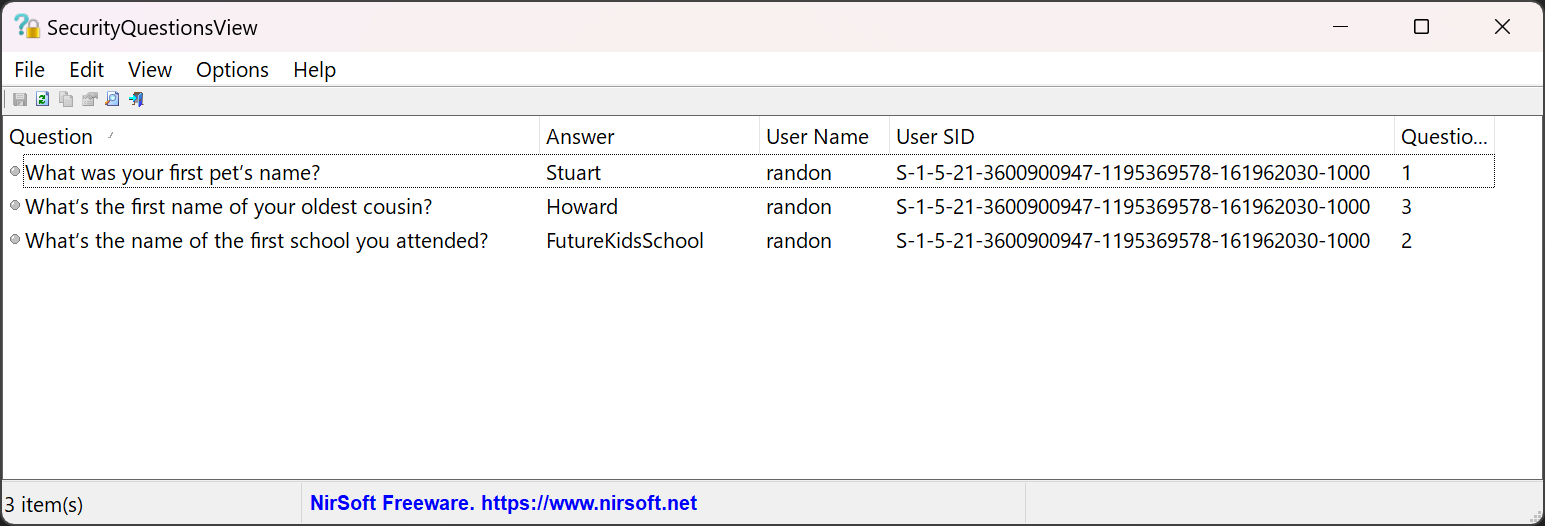 SecurityQuestionsView
File Edit View Options Help
Question Answer User Name User SID Questio...
What was your first pet’s name? Stuart randon S-1-5-21-3600900947-1195369578-161962030-1000 1
What’s the first name of your oldest cousin? Howard randon S-1-5-21-3600900947-1195369578-161962030-1000 3
What’s the name of the first school you attended? FutureKidsSchool randon S-1-5-21-3600900947-1195369578-161962030-1000 2
3 item(s) NirSoft Freeware. https://www.nirsoft.net